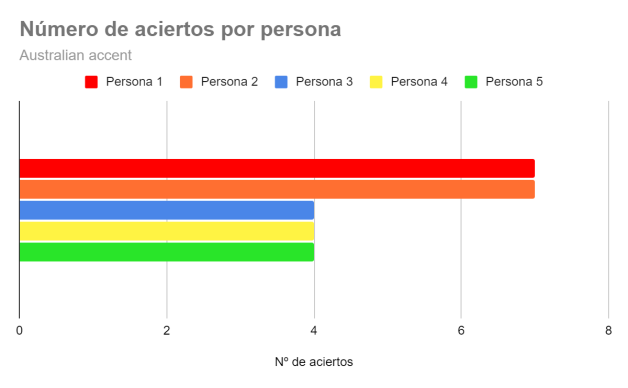 Número de aciertos por persona
Australian accent
Persona 1 Persona 2 Persona 3 Persona 4 Persona 5
0 2 4 6 8
Nº de aciertos